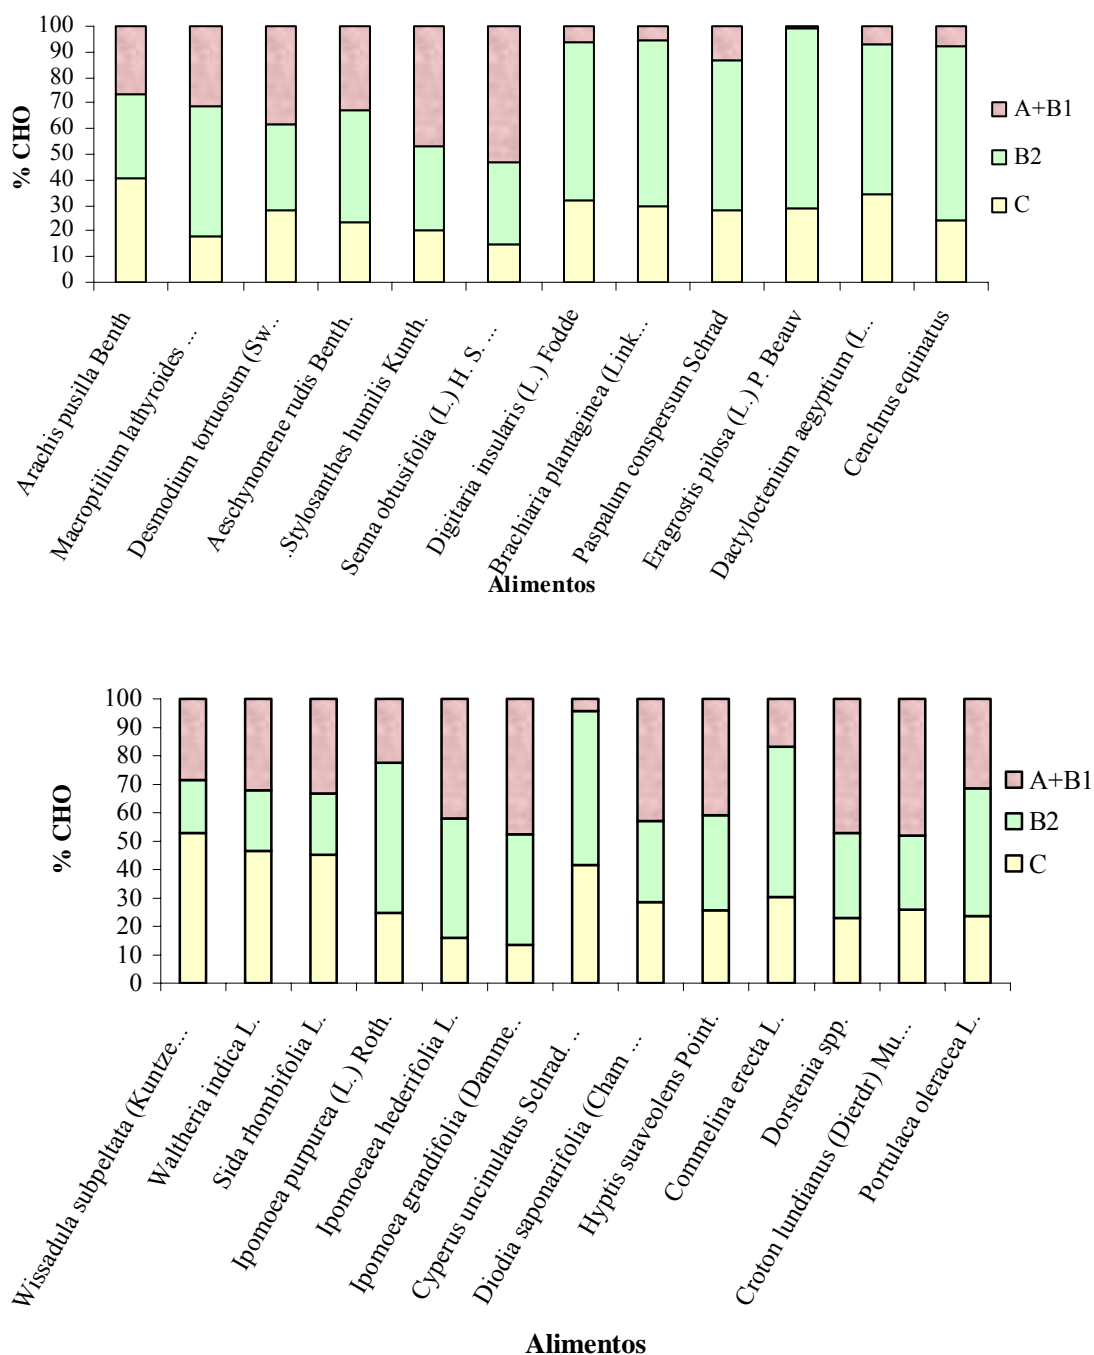 100
90
80
70
60
50
40
30
20
10
0
% CHO
A+B1
B2
C
Arachis pusilla Benth
Macroptilium lathyroides ...
Desmodium tortuosum (Sw..
Aeschynomene rudis Benth.
.Stylosanthes humilis Kunth.
Senna obtusifolia (L.) H. S. ...
Digitaria insularis (L.) Fodde
Brachiaria plantaginea (Link...
Paspalum conspersum Schrad
Eragrostis pilosa (L.) P. Beauv
Dactyloctenium aegyptium (L..
Cenchrus equinatus
Alimentos
100
90
80
70
60
50
40
30
20
10
0
% CHO
A+B1
B2
C
Wissadula subpeltata (Kuntze...
Waltheria indica L.
Sida rhombifolia L.
Ipomoea purpurea (L.) Roth.
Ipomoeaea hederifolia L.
Ipomoea grandifolia (Damme..
Cyperus uncinulatus Schrad. ...
Diodia saponarifolia (Cham ...
Hyptis suaveolens Point.
Commelina erecta L.
Dorstenia spp.
Croton lundianus (Dierdr) Mu...
Portulaca oleracea L.
Alimentos